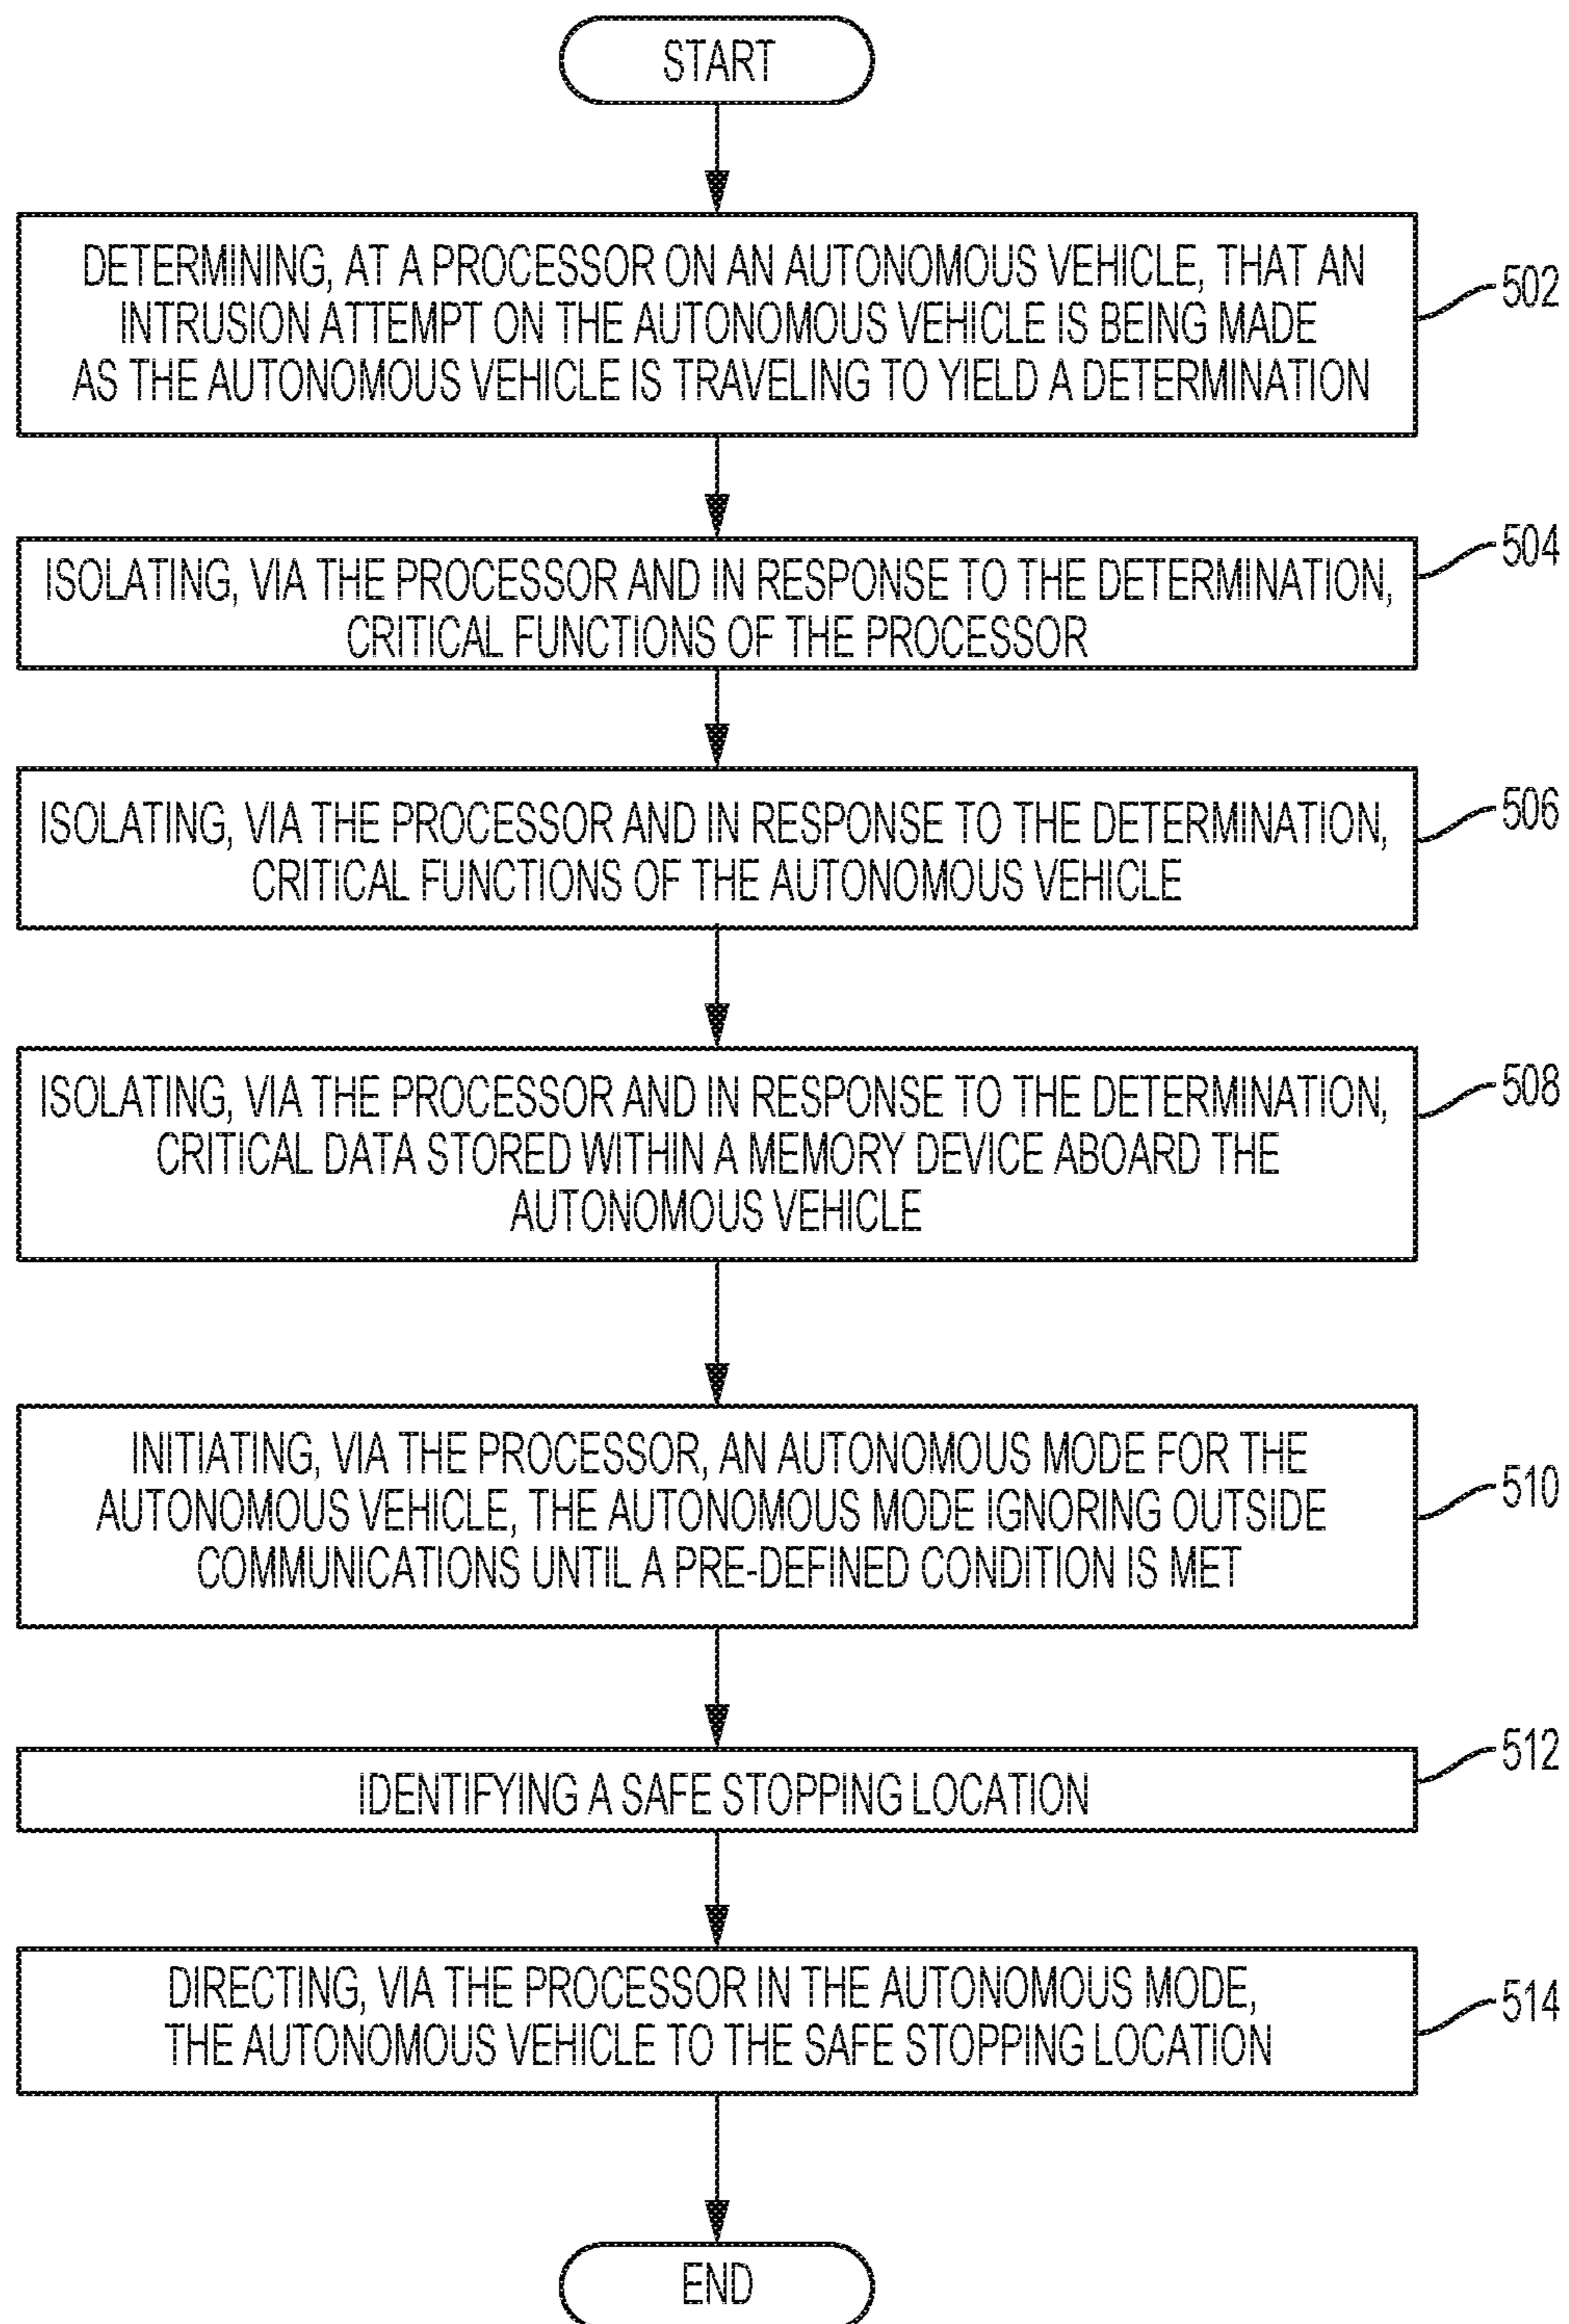 START
DETERMINING, AT A PROCESSOR ON AN AUTONOMOUS VEHICLE, THAT AN
INTRUSION ATTEMPT ON THE AUTONOMOUS VEHICLE IS BEING MADE
AS THE AUTONOMOUS VEHICLE IS TRAVELING TO YIELD A DETERMINATION
502
ISOLATING, VIA THE PROCESSOR AND IN RESPONSE TO THE DETERMINATION,
CRITICAL FUNCTIONS OF THE PROCESSOR
504
ISOLATING, VIA THE PROCESSOR AND IN RESPONSE TO THE DETERMINATION,
CRITICAL FUNCTIONS OF THE AUTONOMOUS VEHICLE
506
ISOLATING, VIA THE PROCESSOR AND IN RESPONSE TO THE DETERMINATION,
CRITICAL DATA STORED WITHIN A MEMORY DEVICE ABOARD THE
AUTONOMOUS VEHICLE
508
INITIATING, VIA THE PROCESSOR, AN AUTONOMOUS MODE FOR THE
AUTONOMOUS VEHICLE, THE AUTONOMOUS MODE IGNORING OUTSIDE
COMMUNICATIONS UNTIL A PRE-DEFINED CONDITION IS MET
510
IDENTIFYING A SAFE STOPPING LOCATION
512
DIRECTING, VIA THE PROCESSOR IN THE AUTONOMOUS MODE,
THE AUTONOMOUS VEHICLE TO THE SAFE STOPPING LOCATION
514
END